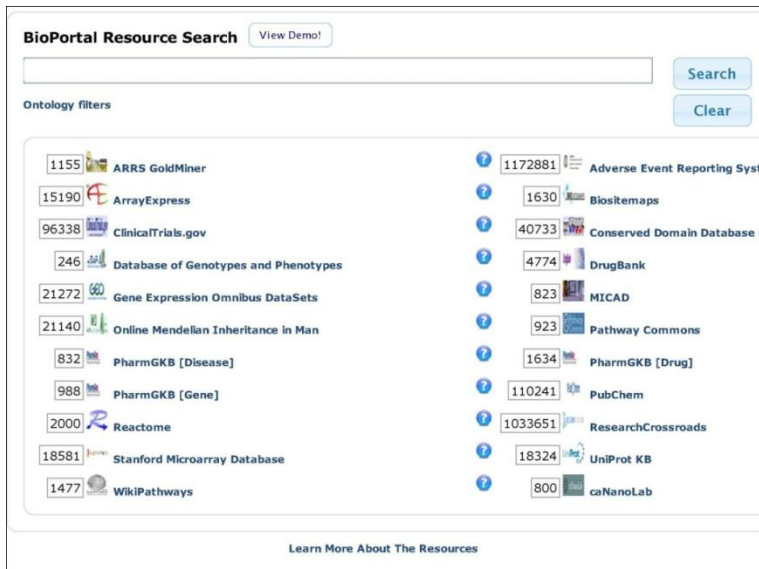 BioPortal Resource Search View Demo!
Search
Ontology filters
Clear
1155 ARRS GoldMiner ? 1172881 Adverse Event Reporting Syst
15190 ArrayExpress ? 1630 Biositemaps
96338 ClinicalTrials.gov ? 40733 Conserved Domain Database
246 Database of Genotypes and Phenotypes ? 4774 DrugBank
21272 GEO Gene Expression Omnibus DataSets ? 823 MICAD
21140 Online Mendelian Inheritance in Man ? 923 Pathway Commons
832 PharmGKB [Disease] ? 1634 PharmGKB [Drug]
988 PharmGKB [Gene] ? 110241 PubChem
2000 Reactome ? 1033651 ResearchCrossroads
18581 Stanford Microarray Database ? 18324 UniProt KB
1477 WikiPathways ? 800 caNanoLab
Learn More About The Resources